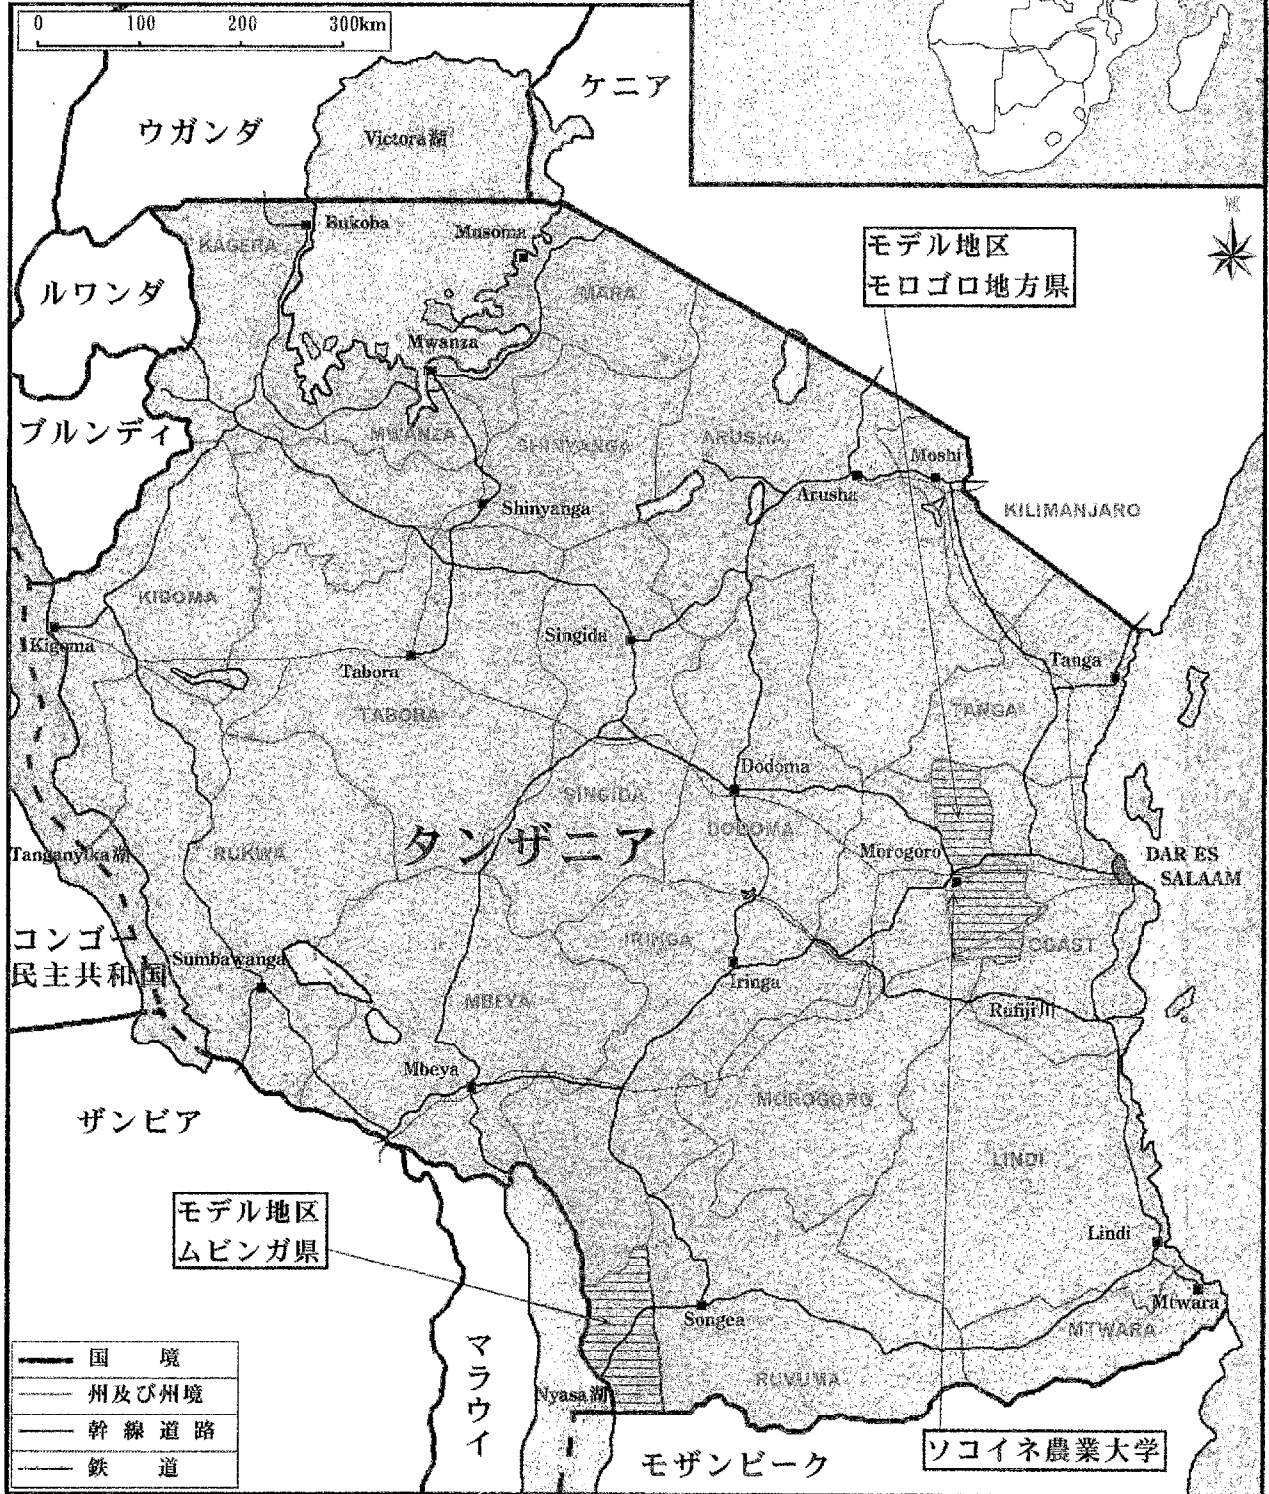 0 100 200 300km
ケニア
ウガンダ
Victora湖
N
Bukoba
Musoma
KAGERA
モデル地区
モロゴロ地方県
ルワンダ
MARA
Mwanza
ブルンディ
MWANZA
SHINYANGA
ARUSHA
Moshi
Arusha
Shinyanga
KILIMANJARO
KIGOMA
Kigoma
Singida
Tabora
Tanga
TABORA
TANGA
Dodoma
SINGIDA
DODOMA
タンザニア
Morogoro
Tanganyika湖
RUKWA
DAR ES
SALAAM
コンゴー
民主共和国
IRINGA
COAST
Sumbawanga
Iringa
MBEYA
Rufiji川
Mbeya
ザンビア
MOROGORO
LINDI
モデル地区
ムビンガ県
Lindi
Mtwara
Songea
MTWARA
マラウイ
RUVUMA
Nyasa湖
国境
州及び州境
幹線道路
鉄道
モザンビーク
ソコイネ農業大学